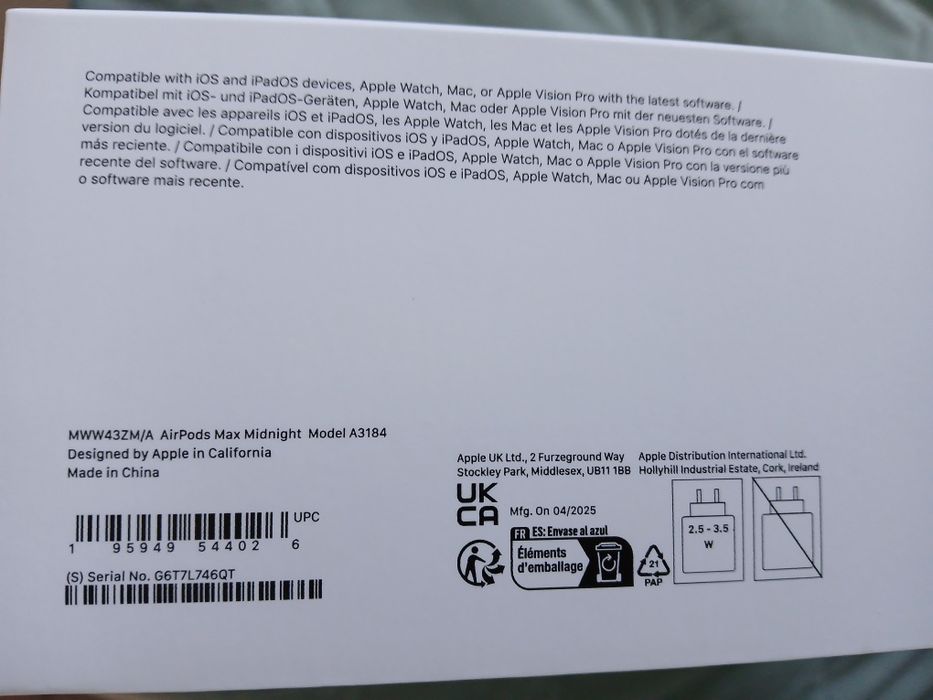 Compatible with iOS and iPadOS devices, Apple Watch, Mac, or Apple Vision Pro with the latest software. /
Kompatibel mit iOS- und iPadOS-Geräten, Apple Watch, Mac oder Apple Vision Pro mit der neuesten Software. /
Compatible avec les appareils iOS et iPadOS, les Apple Watch, les Mac et les Apple Vision Pro dotés de la dernière
version du logiciel. / Compatible con dispositivos iOS y iPadOS, Apple Watch, Mac o Apple Vision Pro con el software
más reciente. / Compatibile con i dispositivi iOS e iPadOS, Apple Watch, Mac o Apple Vision Pro con la versione più
recente del software. / Compatível com dispositivos iOS e iPadOS, Apple Watch, Mac ou Apple Vision Pro com
o software mais recente.
MWW43ZM/A AirPods Max Midnight Model A3184
Designed by Apple in California
Made in China
UPC
1 95949 54402 6
(S) Serial No. G6T7L746QT
Apple UK Ltd., 2 Furzeground Way
Stockley Park, Middlesex, UB11 1BB
Apple Distribution International Ltd.
Hollyhill Industrial Estate, Cork, Ireland
UK
CA
Mfg. On 04/2025
FR ES: Envase al azul
Éléments
d'emballage
21
PAP
2.5 - 3.5
W